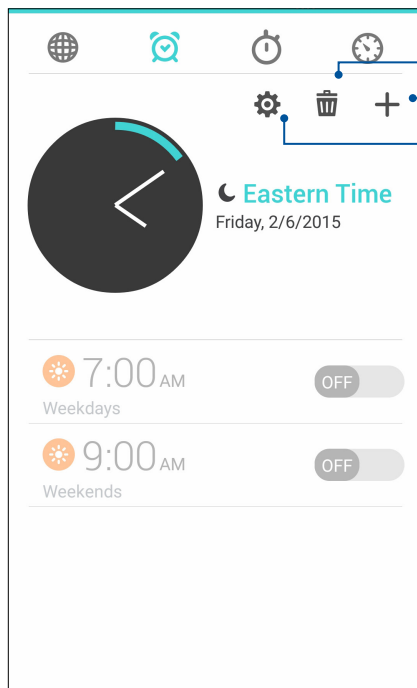 Eastern Time
Friday, 2/6/2015
7:00 AM
OFF
Weekdays
9:00 AM
OFF
Weekends